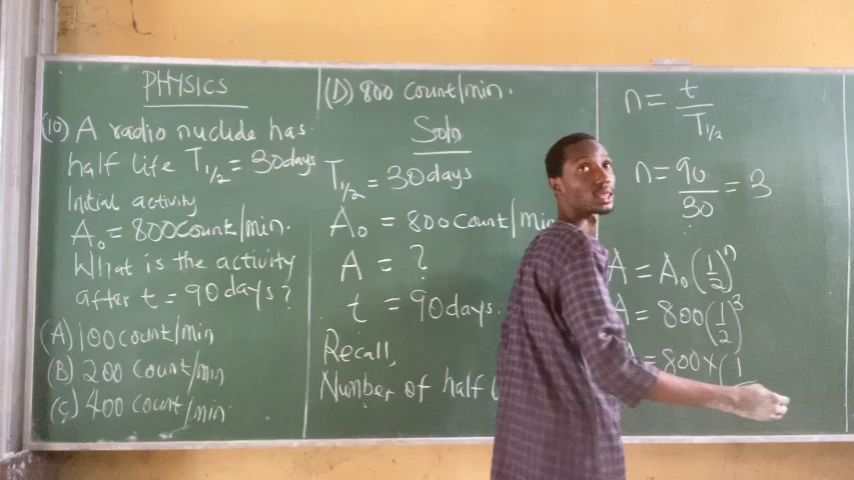 PHYSICS
(10) A radio nuclide has
half life T1/2 = 30days
Initial activity
A₀ = 800count/min.
What is the activity
after t = 90days?
(A) 100count/min
(B) 200 count/min
(C) 400 count/min
(D) 800 count/min.
Soln
T1/2 = 30days
A₀ = 800count/min
A = ?
t = 90days.
Recall,
Number of half
n = t/T1/2
n = 90/30 = 3
A = A₀(1/2)ⁿ
A = 800(1/2)³
= 800×(1